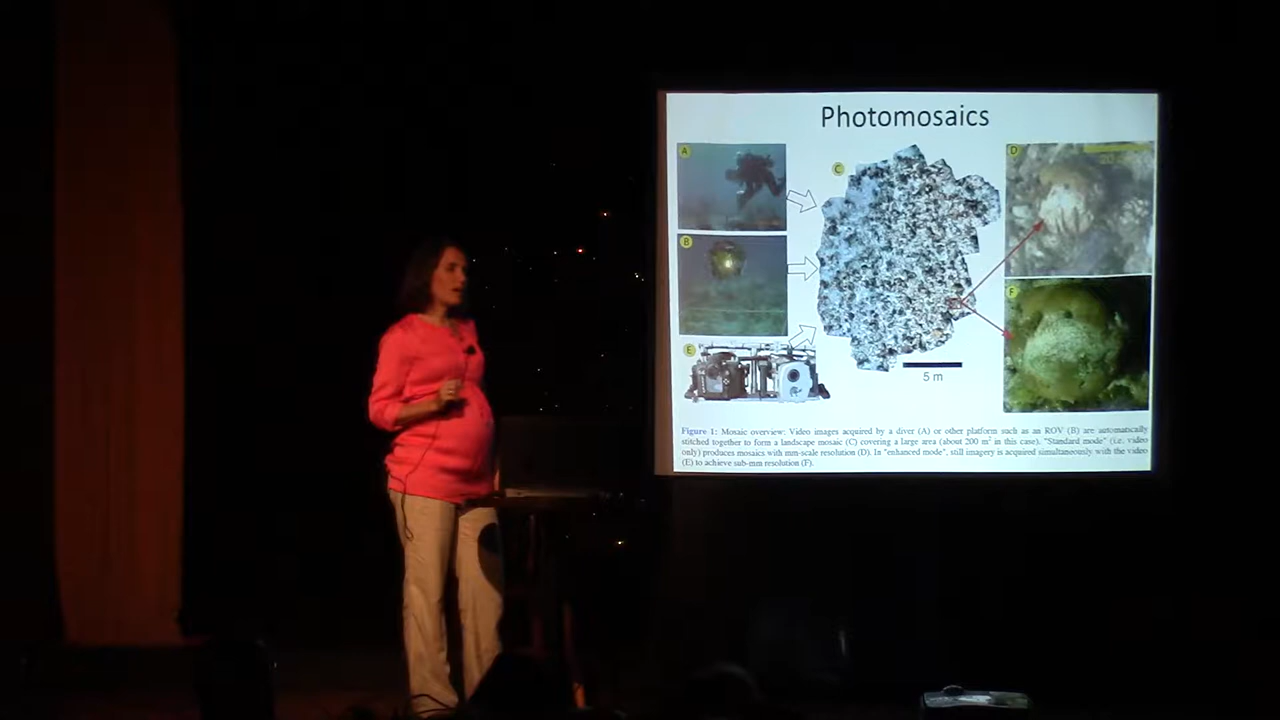 Photomosaics
A
B
C
D
E
F
5 m
Figure 1: Mosaic overview: Video images acquired by a diver (A) or other platform such as an ROV (B) are automatically
stitched together to form a landscape mosaic (C) covering a large area (about 200 m² in this case). "Standard mode" (i.e. video
only) produces mosaics with mm-scale resolution (D). In "enhanced mode", still imagery is acquired simultaneously with the video
(E) to achieve sub-mm resolution (F).